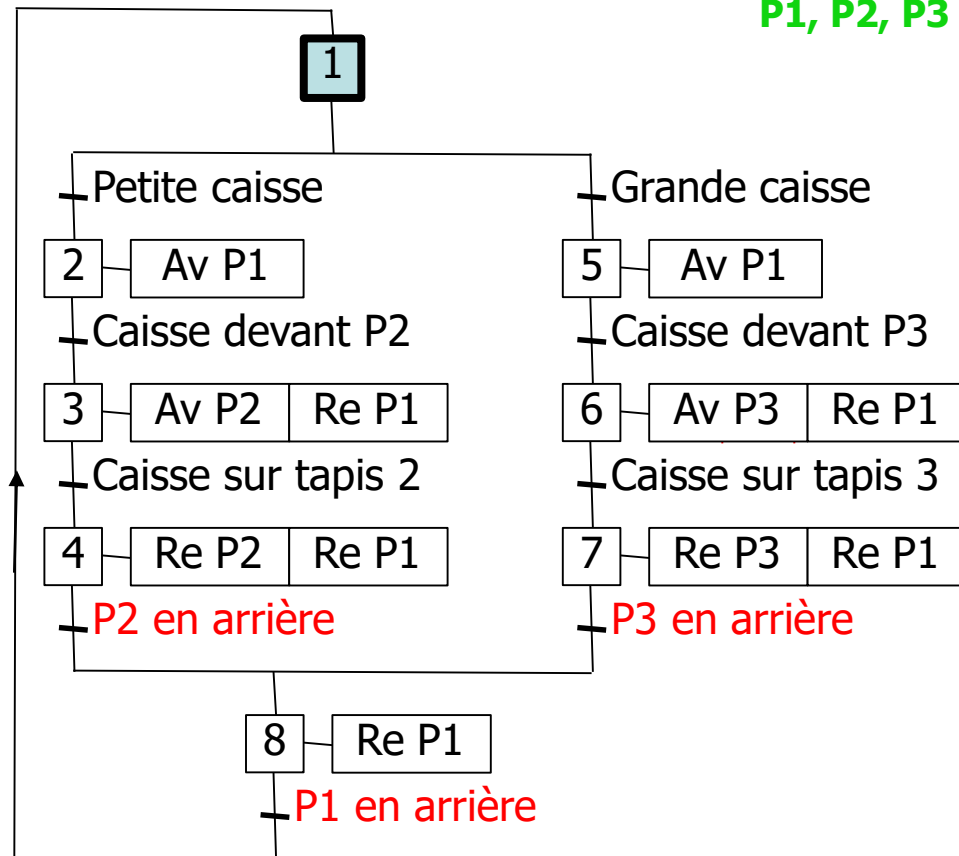 P1, P2, P3
1
Petite caisse Grande caisse
2 Av P1 5 Av P1
Caisse devant P2 Caisse devant P3
3 Av P2 Re P1 6 Av P3 Re P1
Caisse sur tapis 2 Caisse sur tapis 3
4 Re P2 Re P1 7 Re P3 Re P1
P2 en arrière P3 en arrière
8 Re P1
P1 en arrière